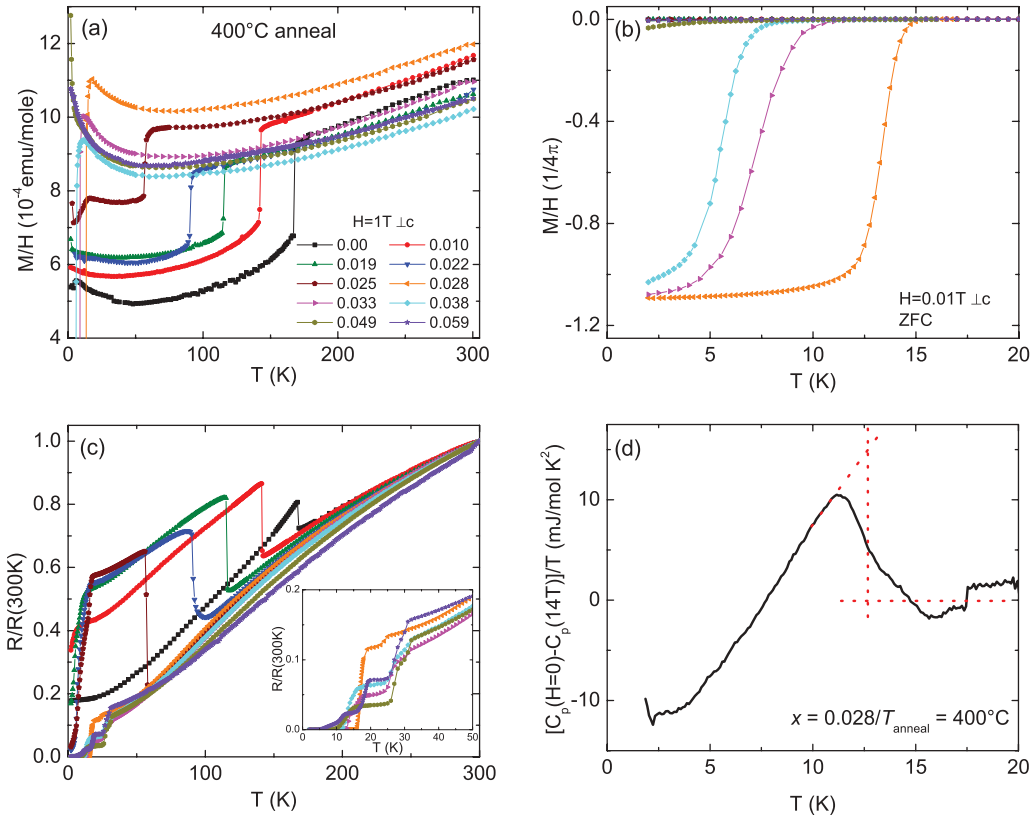 (a)
400°C anneal
12
10
8
6
4
M/H (10⁻⁴emu/mole)
H=1T ⊥c
0.00 0.010
0.019 0.022
0.025 0.028
0.033 0.038
0.049 0.059
0 100 200 300
T (K)
(b)
0.0
-0.4
-0.8
-1.2
M/H (1/4π)
H=0.01T ⊥c
ZFC
0 5 10 15 20
T (K)
(c)
1.0
0.8
0.6
0.4
0.2
0.0
R/R(300K)
0.2
0.1
0.0
R/R(300K)
0 10 20 30 40 50
T (K)
0 100 200 300
T (K)
(d)
10
0
-10
[Cₚ(H=0)-Cₚ(14T)]/T (mJ/mol K²)
x = 0.028/T_anneal = 400°C
0 5 10 15 20
T (K)